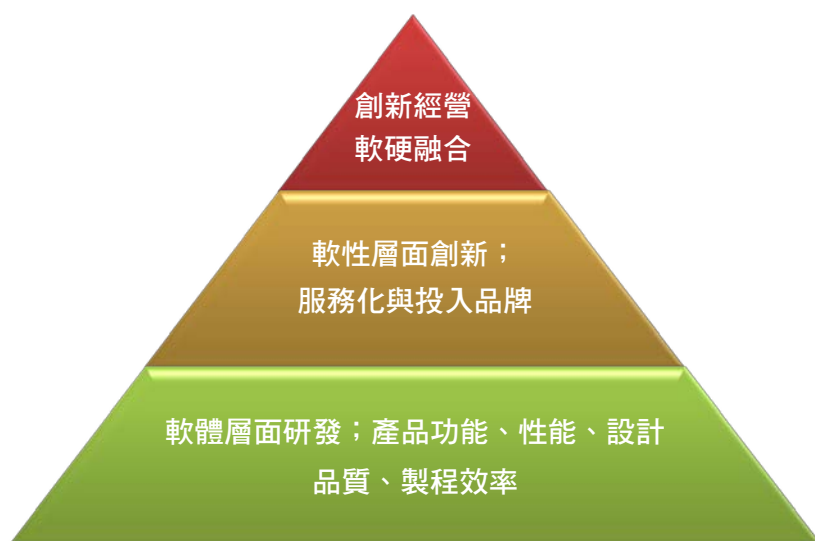 創新經營
軟硬融合
軟性層面創新；
服務化與投入品牌
軟體層面研發；產品功能、性能、設計
品質、製程效率